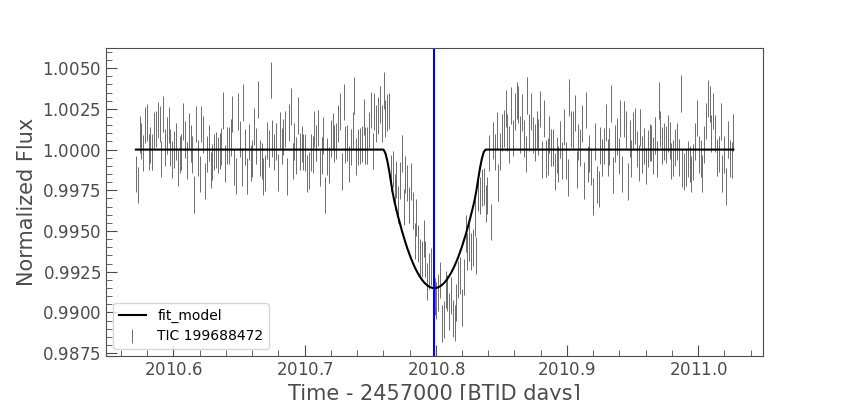 Normalized Flux
1.0050
1.0025
1.0000
0.9975
0.9950
0.9925
0.9900
0.9875
fit_model
TIC 199688472
2010.6 2010.7 2010.8 2010.9 2011.0
Time - 2457000 [BTJD days]